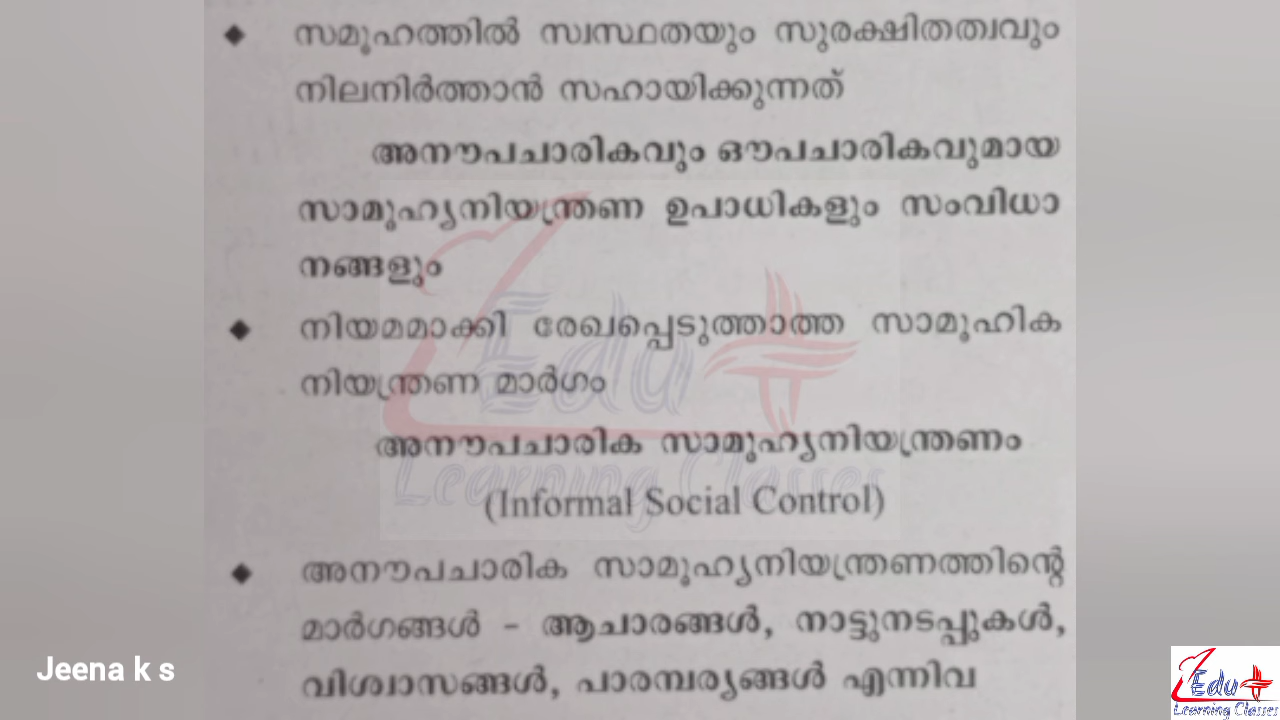 ◆ സമൂഹത്തിൽ സ്വസ്ഥതയും സുരക്ഷിതത്വവും
നിലനിർത്താൻ സഹായിക്കുന്നത്
അനൗപചാരികവും ഔപചാരികവുമായ
സാമൂഹ്യനിയന്ത്രണ ഉപാധികളും സംവിധാ
നങ്ങളും
◆ നിയമമാക്കി രേഖപ്പെടുത്താത്ത സാമൂഹിക
നിയന്ത്രണ മാർഗം
അനൗപചാരിക സാമൂഹ്യനിയന്ത്രണം
(Informal Social Control)
◆ അനൗപചാരിക സാമൂഹ്യനിയന്ത്രണത്തിന്റെ
മാർഗങ്ങൾ - ആചാരങ്ങൾ, നാട്ടുനടപ്പുകൾ,
വിശ്വാസങ്ങൾ, പാരമ്പര്യങ്ങൾ എന്നിവ
Edu
Learning Classes
Jeena k s
Edu
Learning Classes